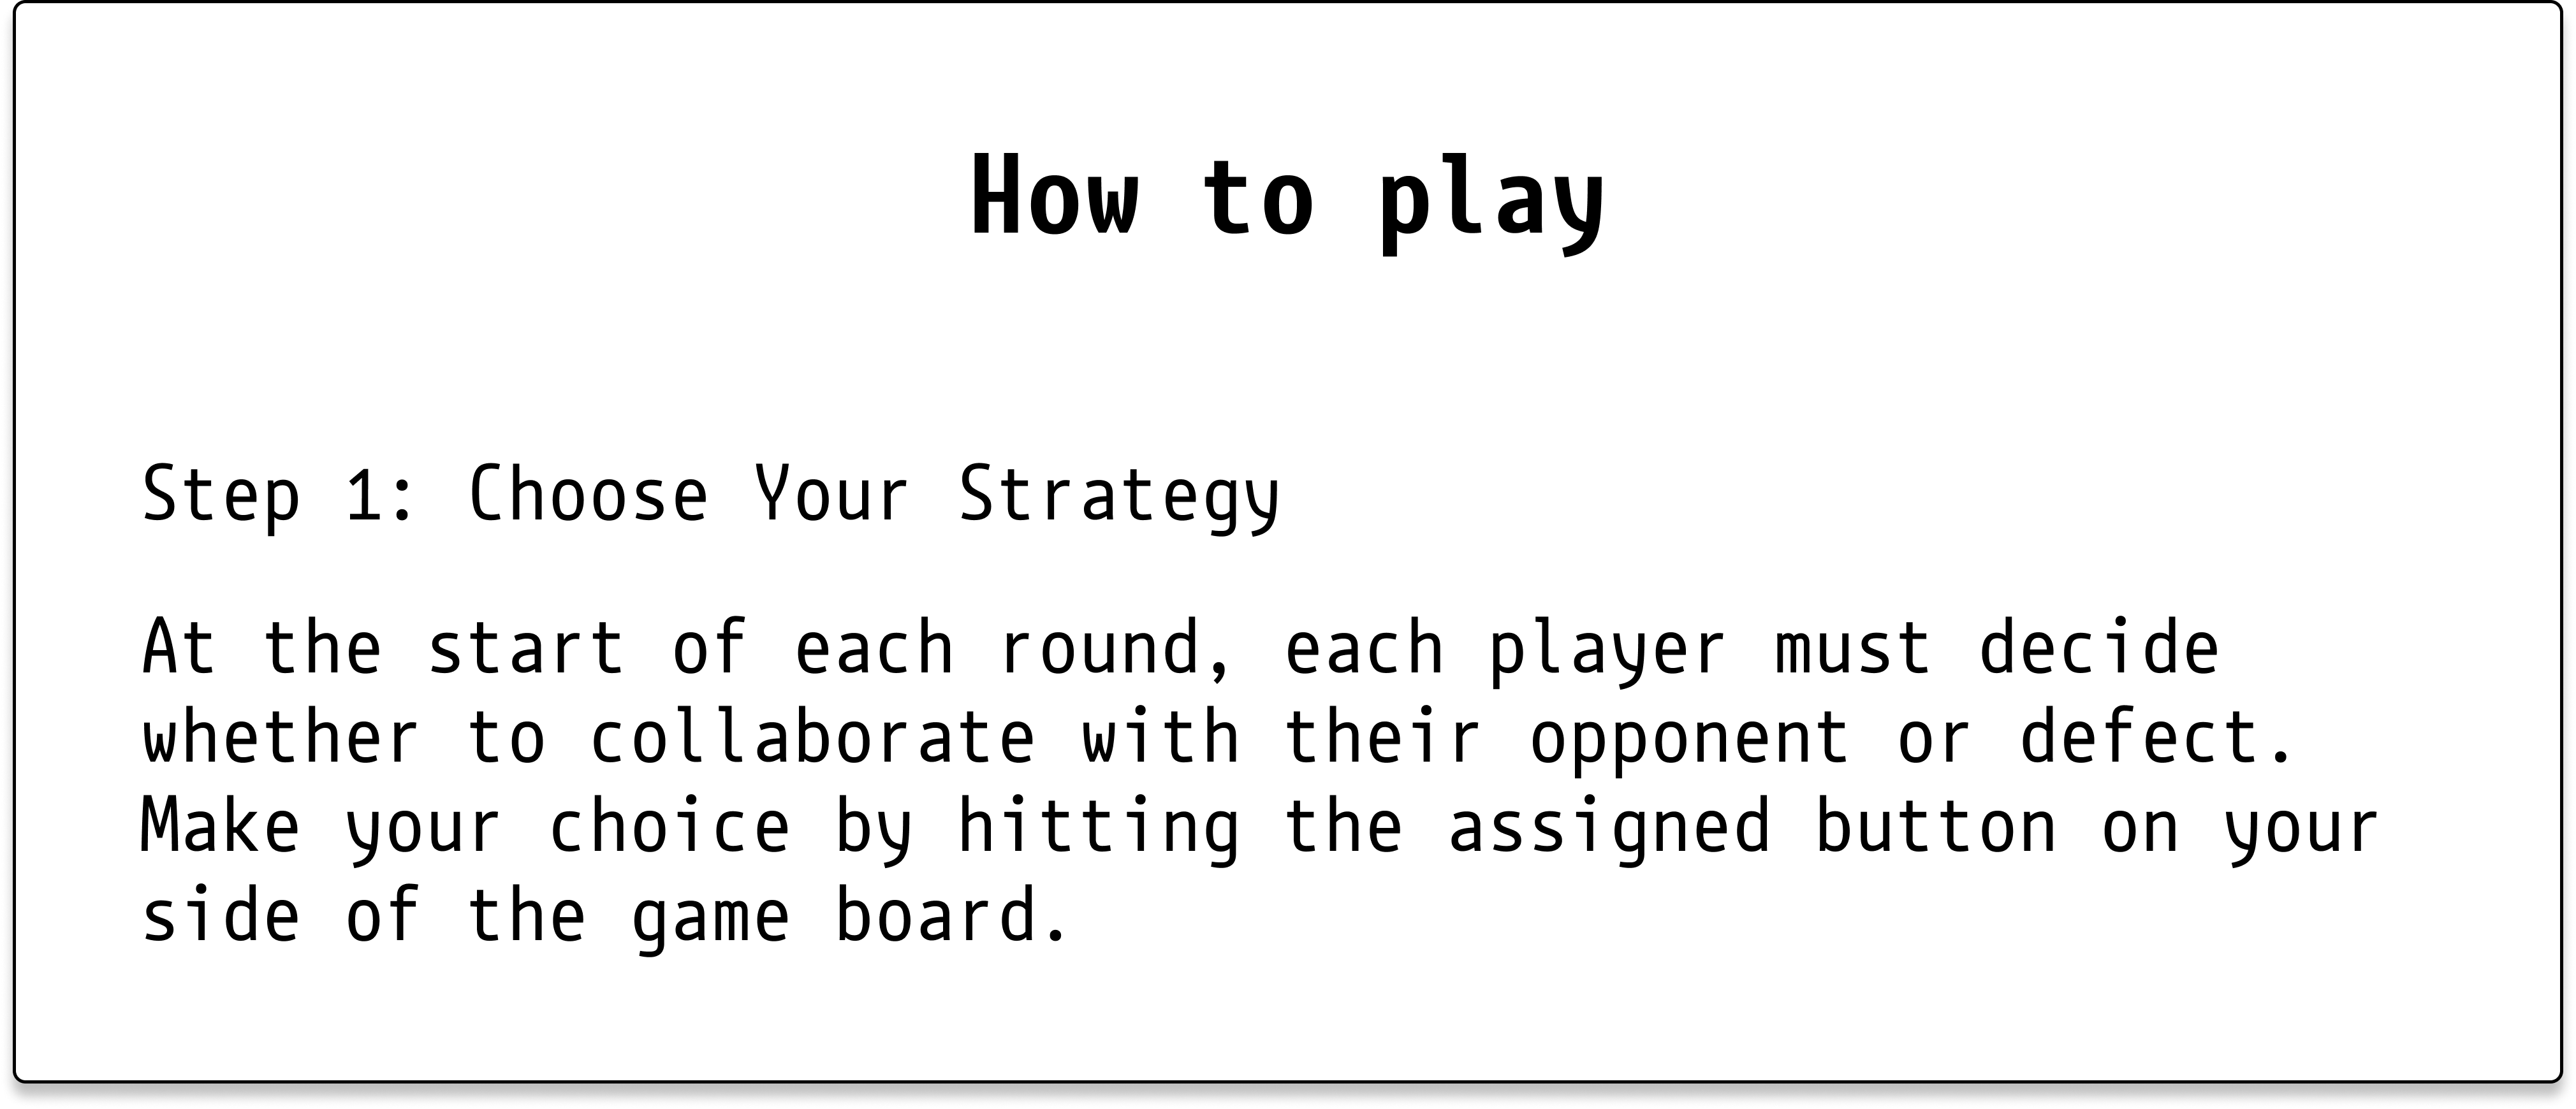 How to play
Step 1: Choose Your Strategy
At the start of each round, each player must decide
whether to collaborate with their opponent or defect.
Make your choice by hitting the assigned button on your
side of the game board.